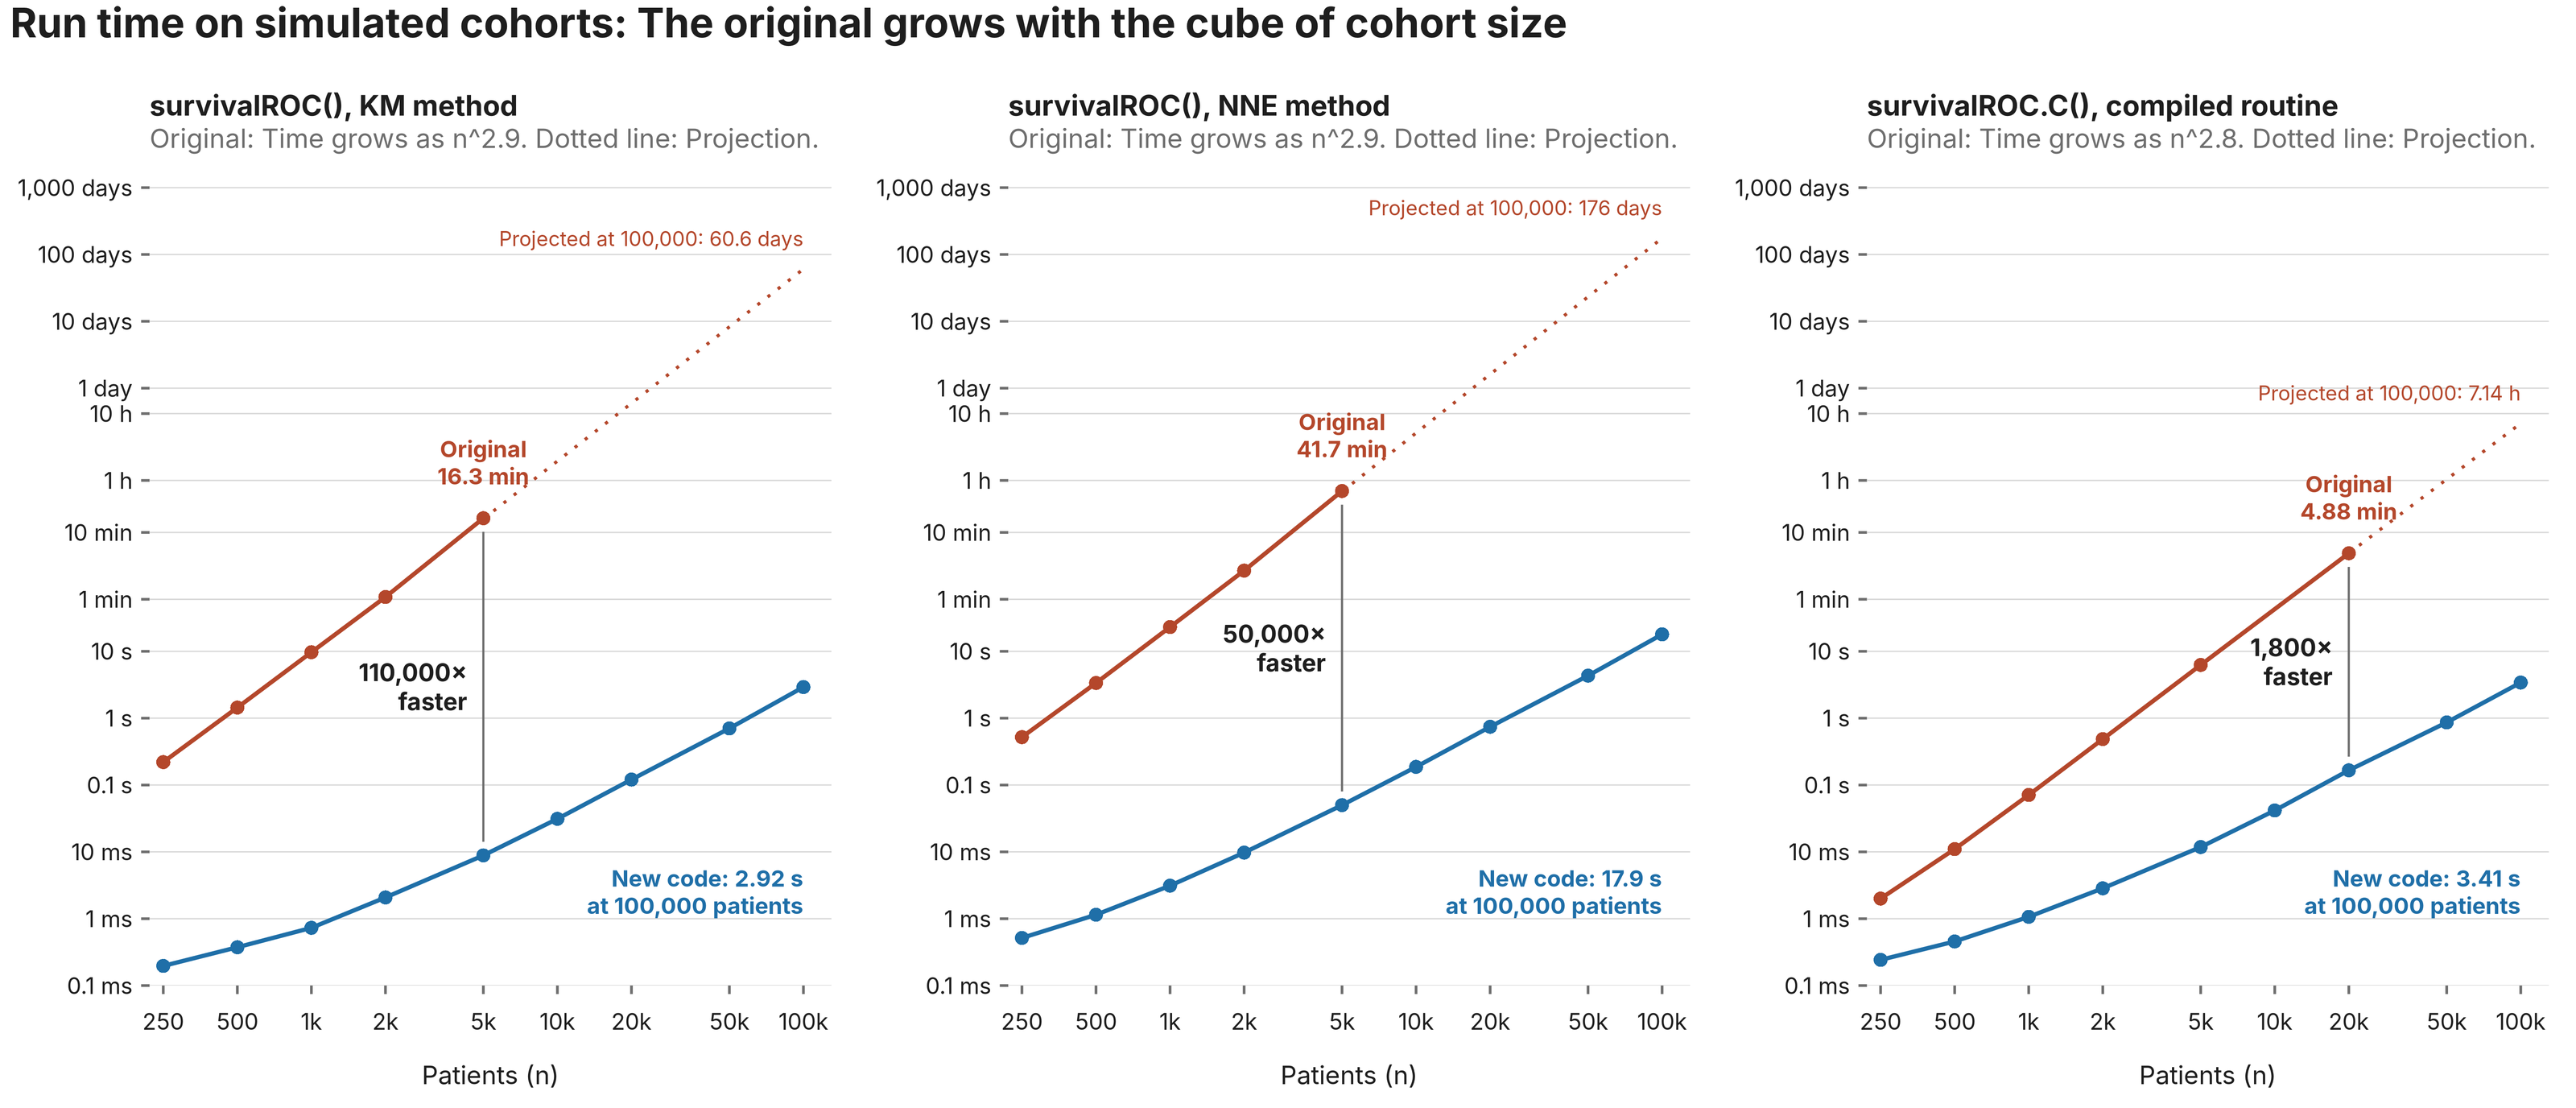 Run time on simulated cohorts: The original grows with the cube of cohort size
survivalROC(), KM method
Original: Time grows as n^2.9. Dotted line: Projection.
1,000 days
100 days
10 days
1 day
10 h
1 h
10 min
1 min
10 s
1 s
0.1 s
10 ms
1 ms
0.1 ms
Projected at 100,000: 60.6 days
Original
16.3 min
110,000×
faster
New code: 2.92 s
at 100,000 patients
250 500 1k 2k 5k 10k 20k 50k 100k
Patients (n)
survivalROC(), NNE method
Original: Time grows as n^2.9. Dotted line: Projection.
1,000 days
100 days
10 days
1 day
10 h
1 h
10 min
1 min
10 s
1 s
0.1 s
10 ms
1 ms
0.1 ms
Projected at 100,000: 176 days
Original
41.7 min
50,000×
faster
New code: 17.9 s
at 100,000 patients
250 500 1k 2k 5k 10k 20k 50k 100k
Patients (n)
survivalROC.C(), compiled routine
Original: Time grows as n^2.8. Dotted line: Projection.
1,000 days
100 days
10 days
1 day
10 h
1 h
10 min
1 min
10 s
1 s
0.1 s
10 ms
1 ms
0.1 ms
Projected at 100,000: 7.14 h
Original
4.88 min
1,800×
faster
New code: 3.41 s
at 100,000 patients
250 500 1k 2k 5k 10k 20k 50k 100k
Patients (n)